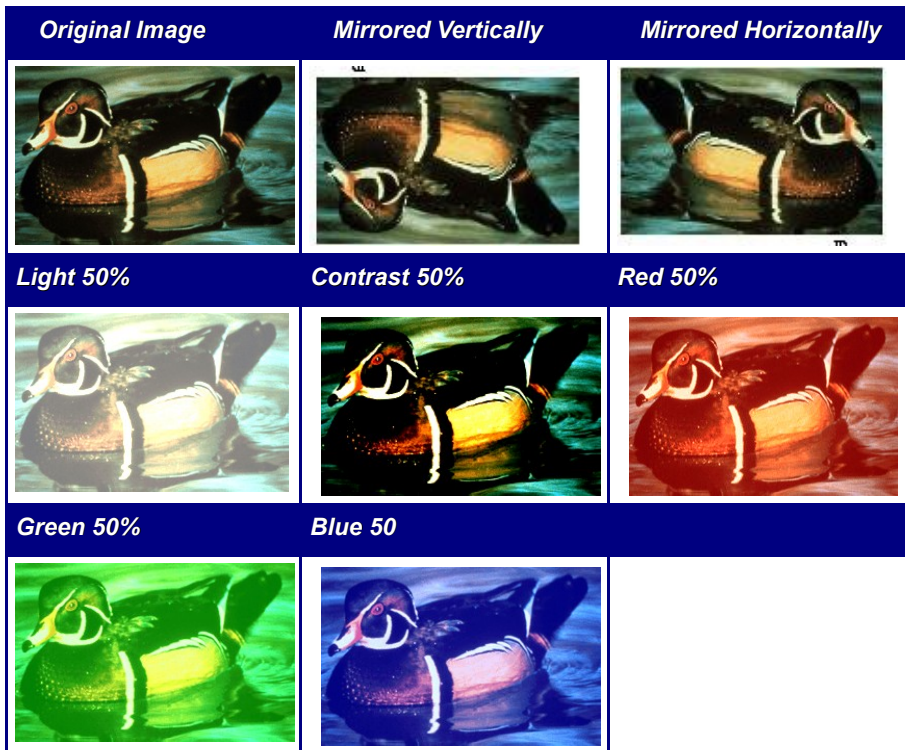 Original Image
Mirrored Vertically
Mirrored Horizontally
Light 50%
Contrast 50%
Red 50%
Green 50%
Blue 50